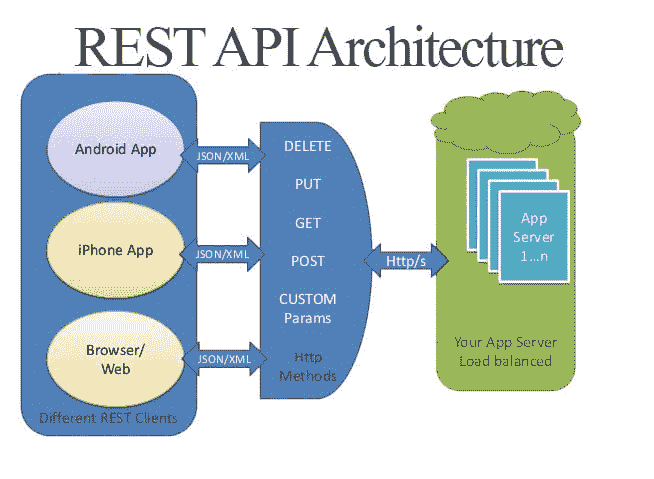 REST API Architecture
Android App
iPhone App
Browser/
Web
Different REST Clients
JSON/XML
JSON/XML
JSON/XML
DELETE
PUT
GET
POST
CUSTOM
Params
Http
Methods
Http/s
App
Server
1...n
Your App Server
Load balanced